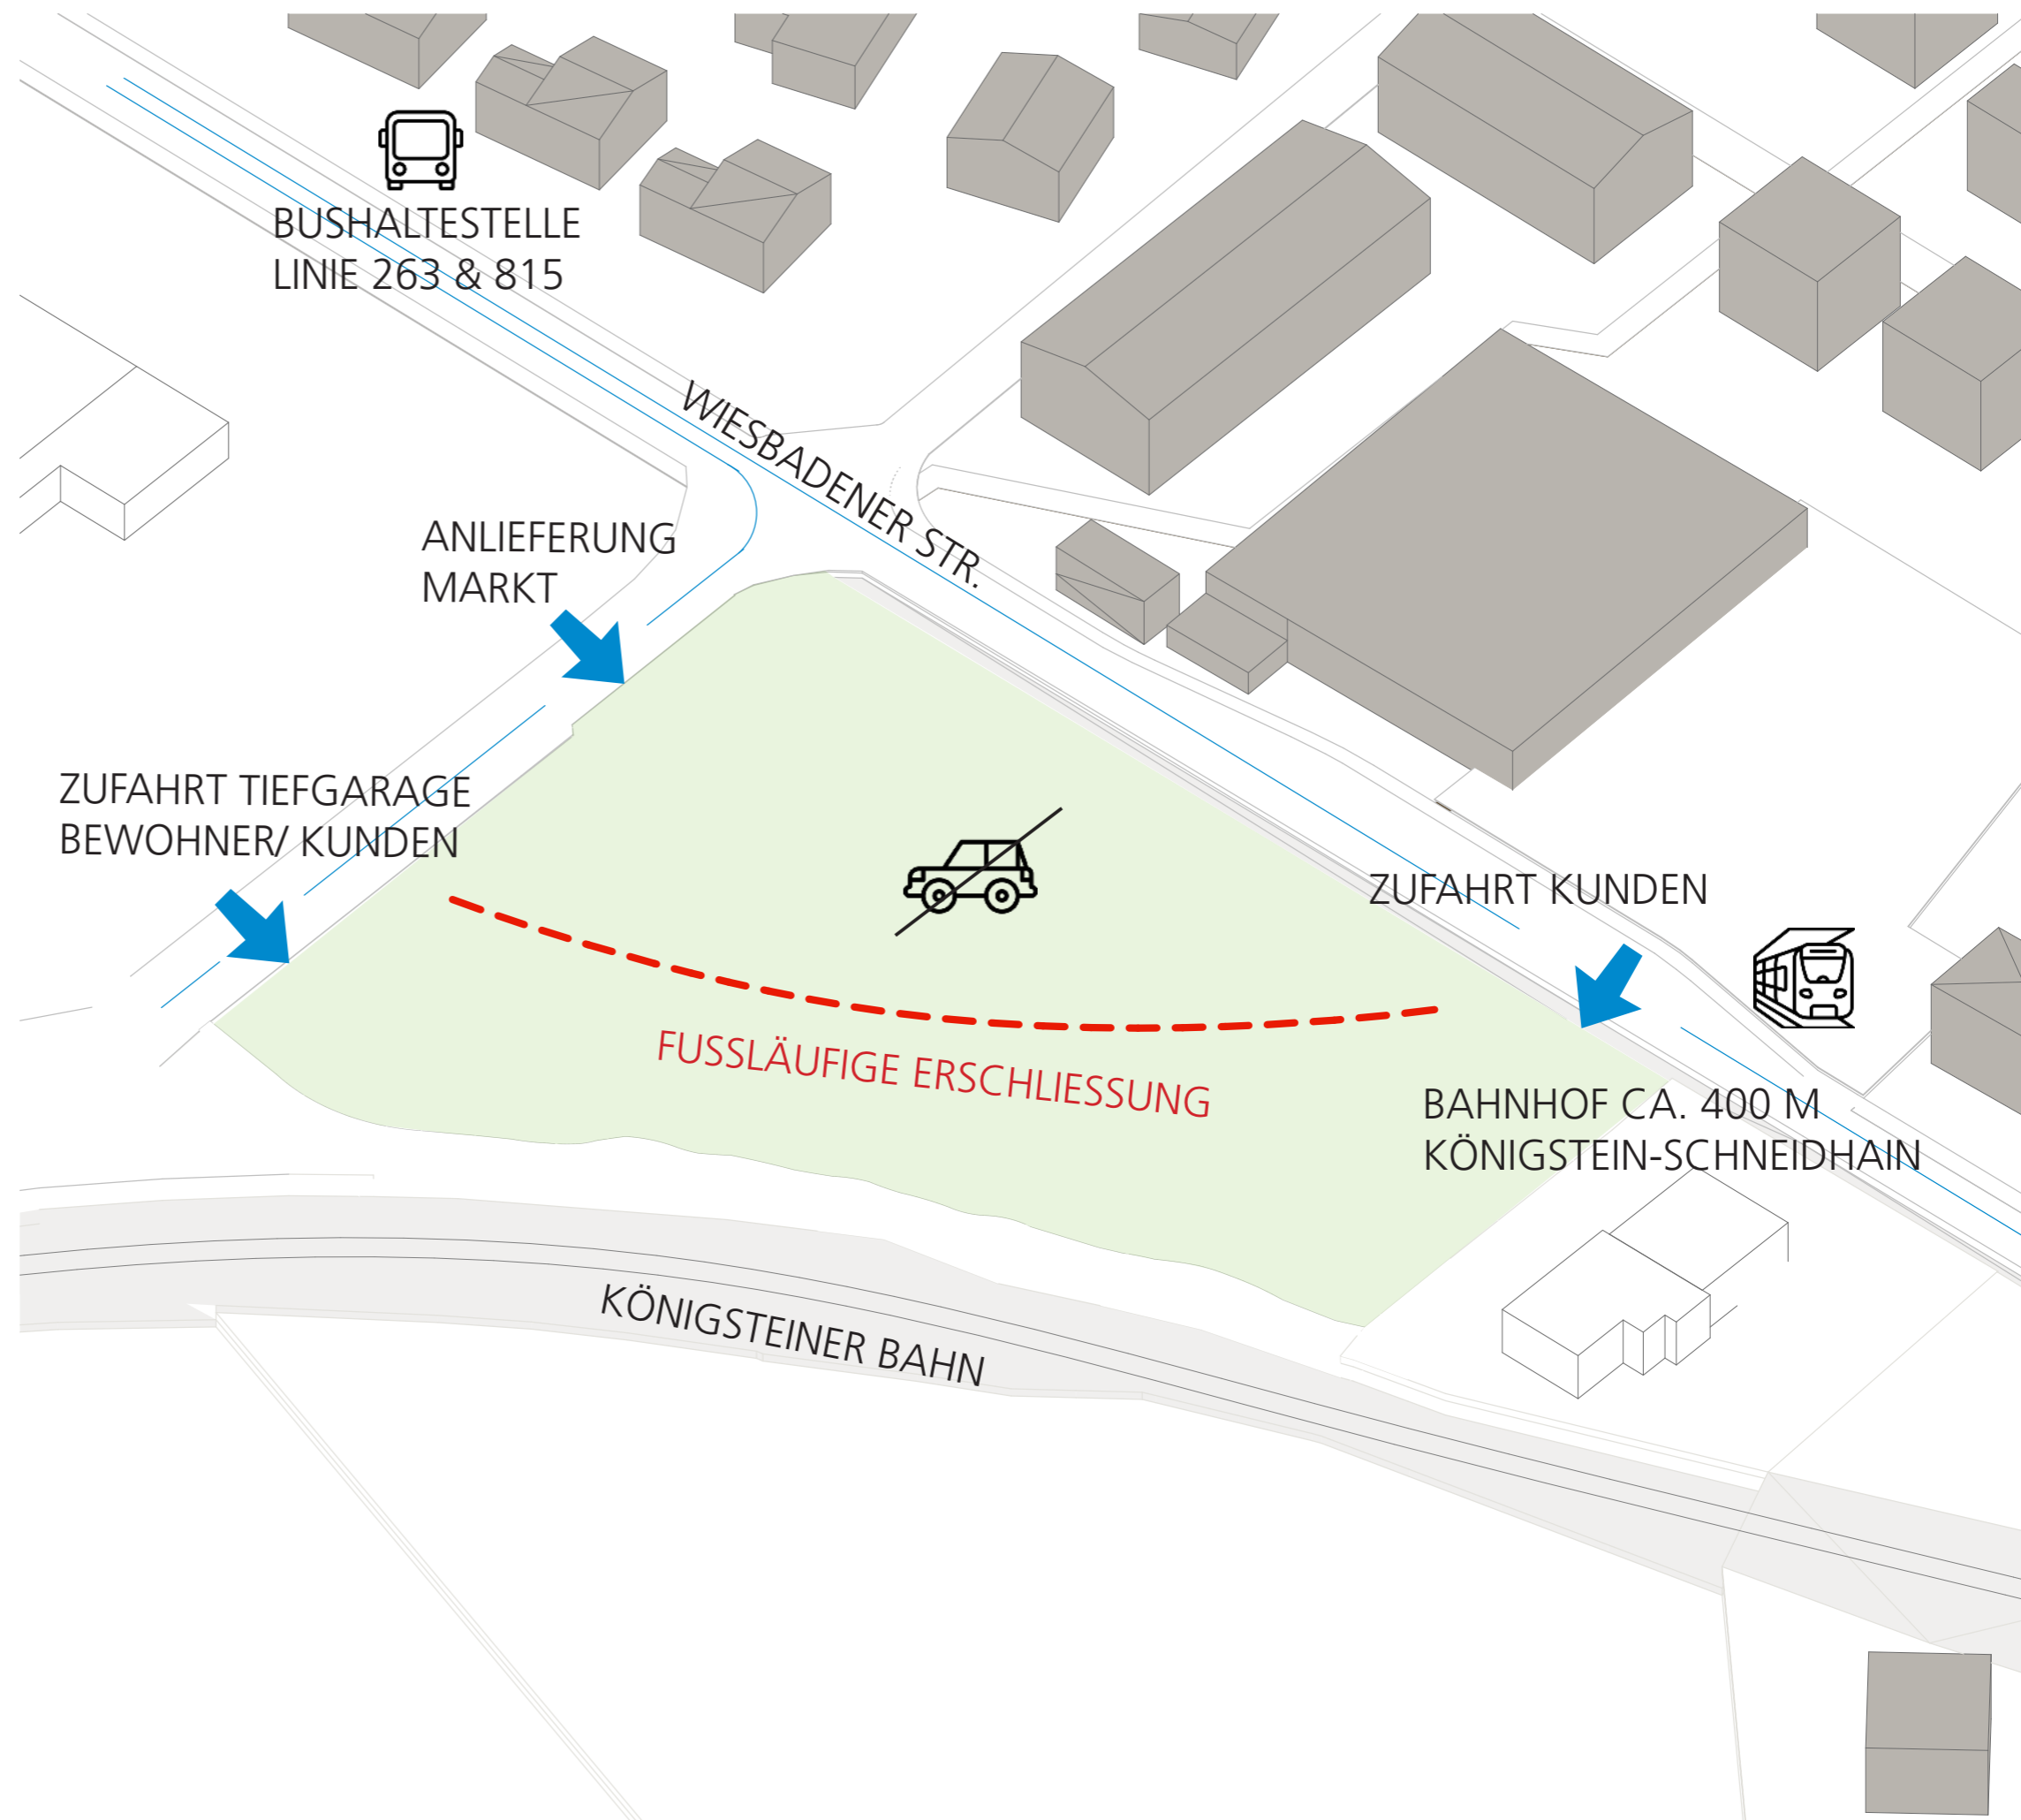 BUSHALTESTELLE
LINIE 263 & 815
WIESBADENER STR.
ANLIEFERUNG
MARKT
ZUFAHRT TIEFGARAGE
BEWOHNER/ KUNDEN
ZUFAHRT KUNDEN
FUSSLÄUFIGE ERSCHLIESSUNG
BAHNHOF CA. 400 M
KÖNIGSTEIN-SCHNEIDHAIN
KÖNIGSTEINER BAHN